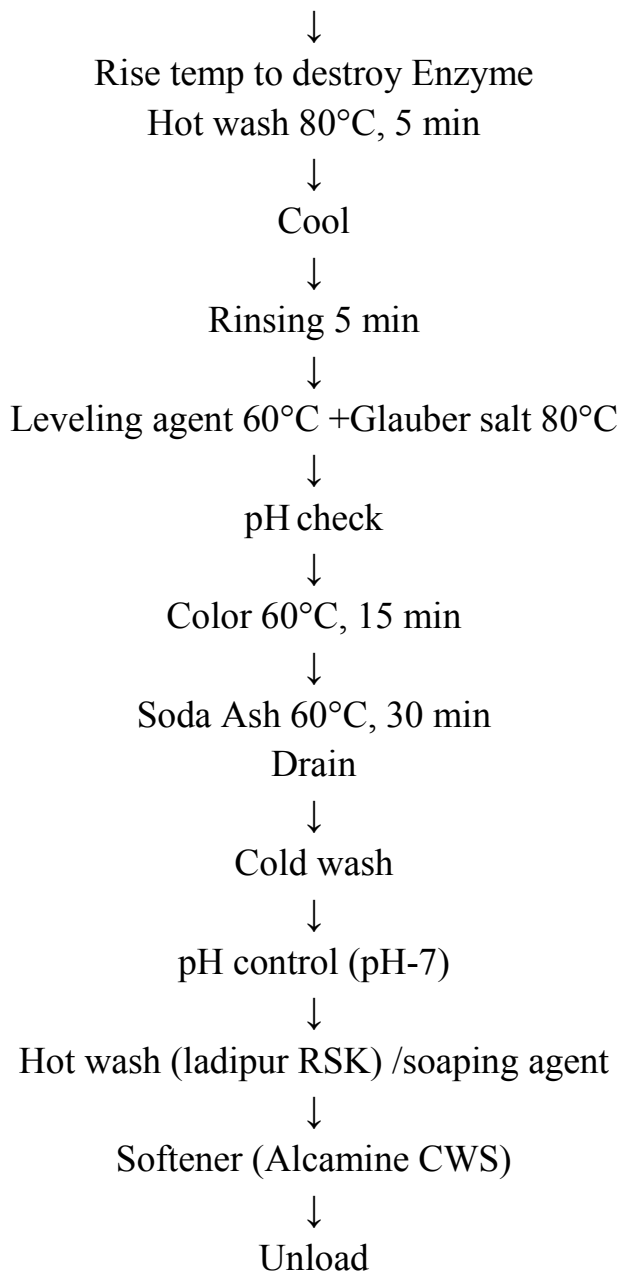 ↓
Rise temp to destroy Enzyme
Hot wash 80°C, 5 min
↓
Cool
↓
Rinsing 5 min
↓
Leveling agent 60°C +Glauber salt 80°C
↓
pH check
↓
Color 60°C, 15 min
↓
Soda Ash 60°C, 30 min
Drain
↓
Cold wash
↓
pH control (pH-7)
↓
Hot wash (ladipur RSK) /soaping agent
↓
Softener (Alcamine CWS)
↓
Unload